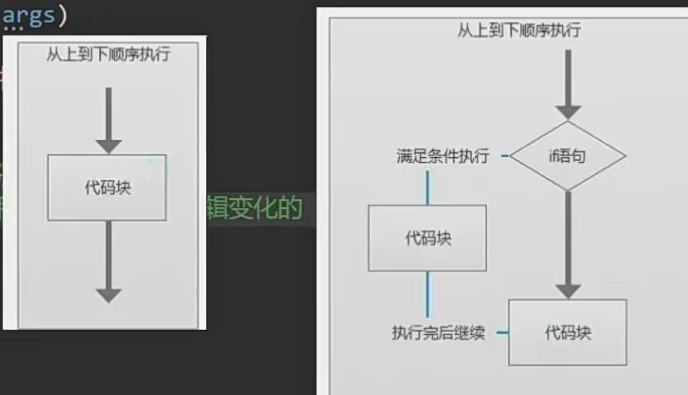 args)
从上到下顺序执行
代码块
辑变化的
从上到下顺序执行
if语句
满足条件执行
代码块
执行完后继续
代码块